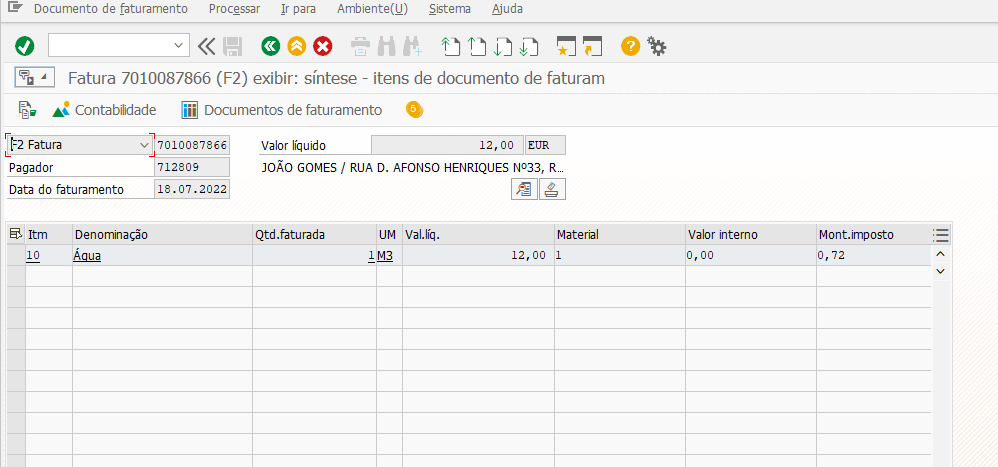 Documento de faturamento Processar Ir para Ambiente(U) Sistema Ajuda
Fatura 7010087866 (F2) exibir: síntese - itens de documento de faturam
Contabilidade Documentos de faturamento
F2 Fatura 7010087866 Valor líquido 12,00 EUR
Pagador 712809 JOÃO GOMES / RUA D. AFONSO HENRIQUES Nº33, R...
Data do faturamento 18.07.2022
Itm Denominação Qtd.faturada UM Val.líq. Material Valor interno Mont.imposto
10 Água 1 M3 12,00 1 0,00 0,72